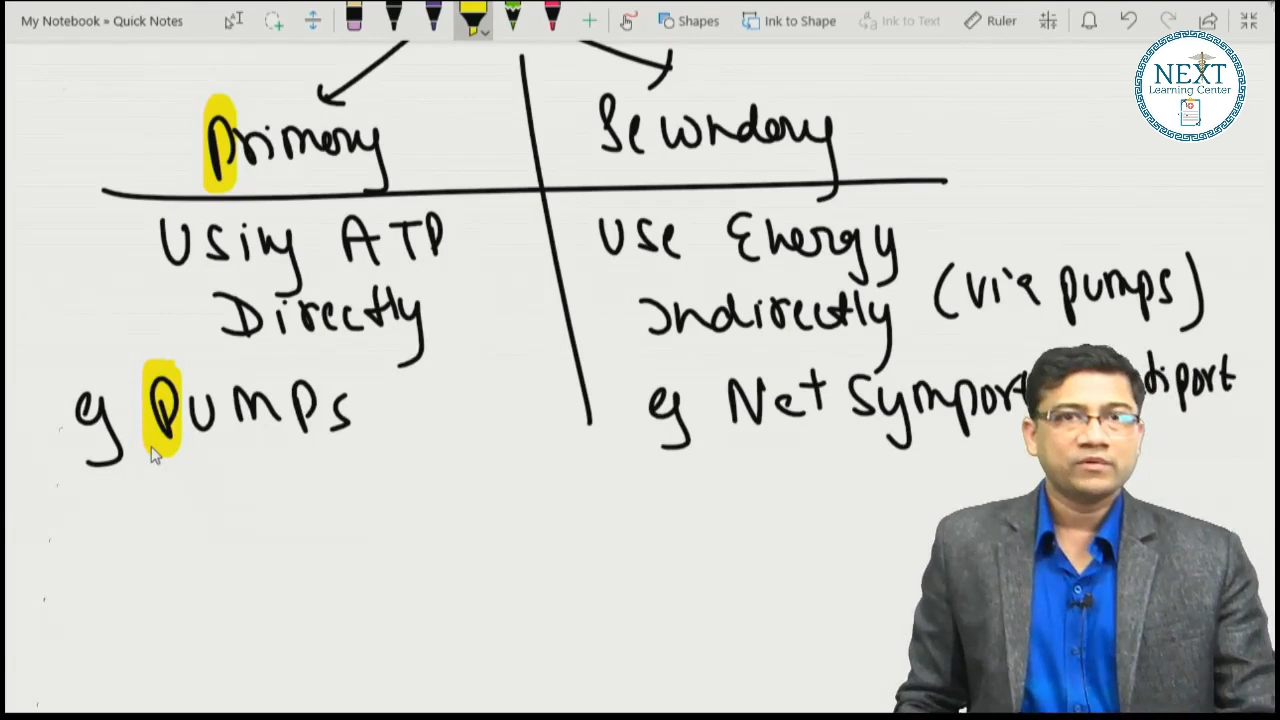 My Notebook » Quick Notes
Shapes
Ink to Shape
Ink to Text
Ruler
NEXT
Learning Center
Primary
Secondary
Using ATP
Directly
Use Energy
Indirectly (via pumps)
eg Pumps
eg Symport
diport